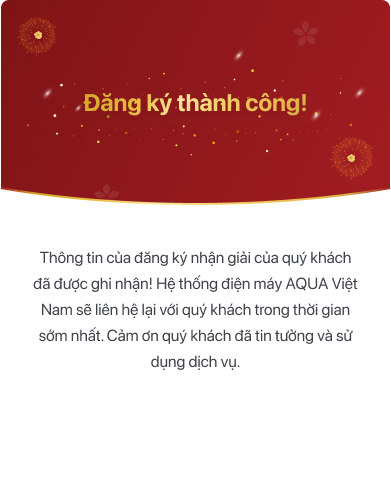 Đăng ký thành công!
Thông tin của đăng ký nhận giải của quý khách
đã được ghi nhận! Hệ thống điện máy AQUA Việt
Nam sẽ liên hệ lại với quý khách trong thời gian
sớm nhất. Cảm ơn quý khách đã tin tưởng và sử
dụng dịch vụ.